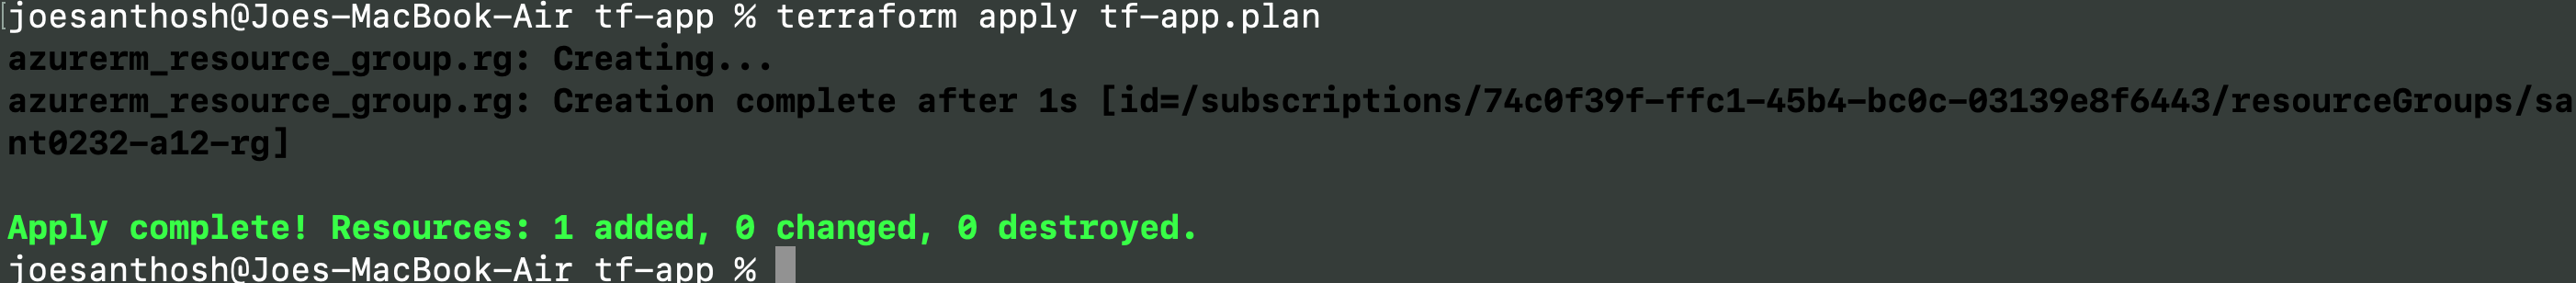 joesanthosh@Joes-MacBook-Air tf-app % terraform apply tf-app.plan
azurerm_resource_group.rg: Creating...
azurerm_resource_group.rg: Creation complete after 1s [id=/subscriptions/74c0f39f-ffc1-45b4-bc0c-03139e8f6443/resourceGroups/sa
nt0232-a12-rg]
Apply complete! Resources: 1 added, 0 changed, 0 destroyed.
joesanthosh@Joes-MacBook-Air tf-app %